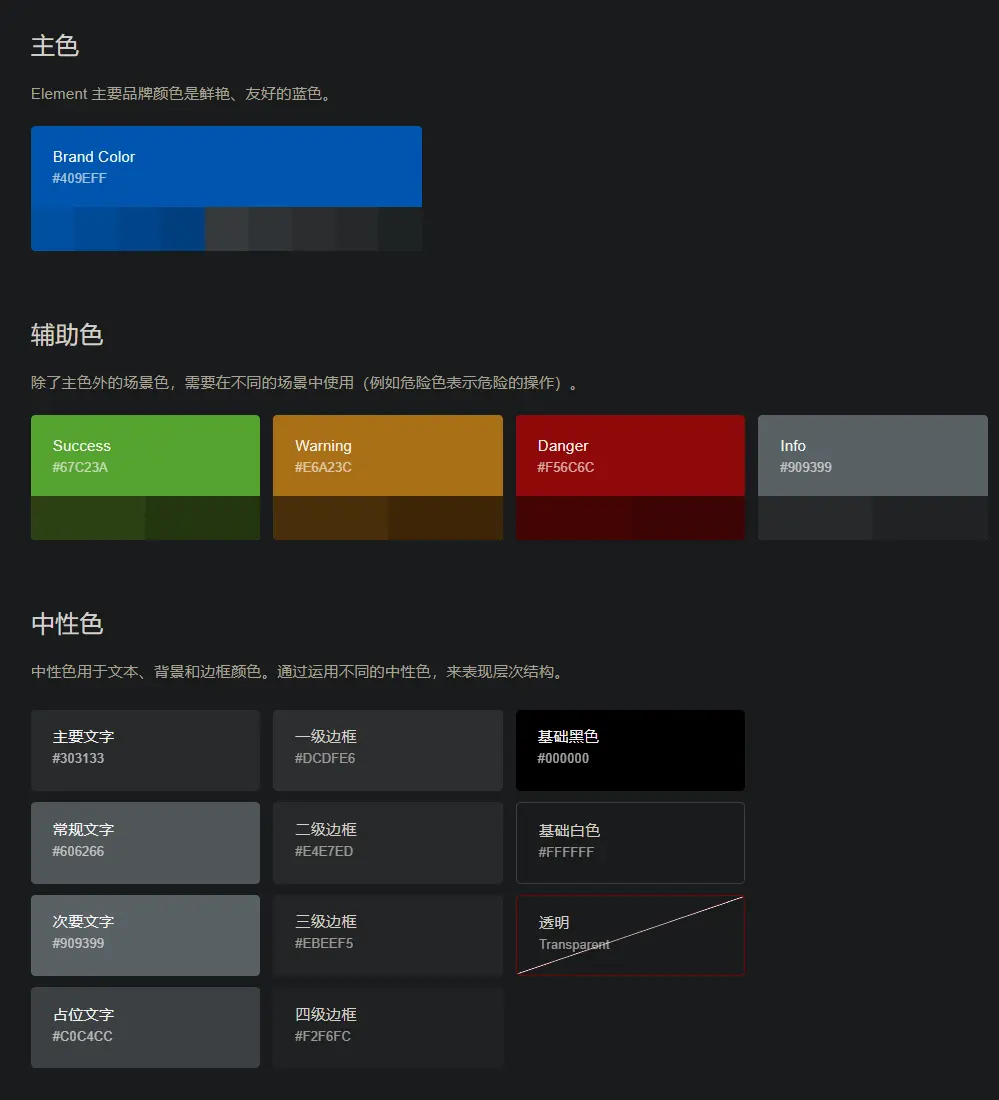 主色
Element 主要品牌颜色是鲜艳、友好的蓝色。
Brand Color
#409EFF
辅助色
除了主色外的场景色，需要在不同的场景中使用（例如危险色表示危险的操作）。
Success
#67C23A
Warning
#E6A23C
Danger
#F56C6C
Info
#909399
中性色
中性色用于文本、背景和边框颜色。通过运用不同的中性色，来表现层次结构。
主要文字
#303133
一级边框
#DCDFE6
基础黑色
#000000
常规文字
#606266
二级边框
#E4E7ED
基础白色
#FFFFFF
次要文字
#909399
三级边框
#EBEEF5
透明
Transparent
占位文字
#C0C4CC
四级边框
#F2F6FC